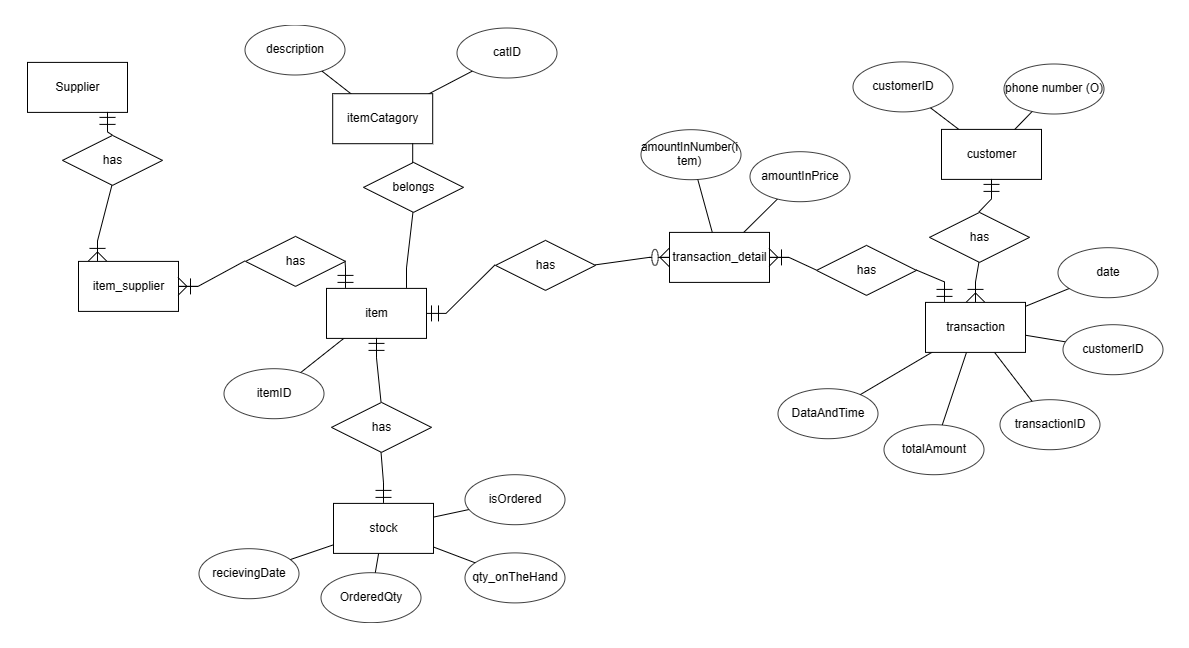 description
catID
Supplier
itemCatagory
customerID
phone number (O)
has
belongs
amountInNumber(i
tem)
amountInPrice
customer
has
has
has
transaction_detail
has
date
item_supplier
item
transaction
customerID
itemID
has
DataAndTime
totalAmount
transactionID
isOrdered
stock
recievingDate
OrderedQty
qty_onTheHand